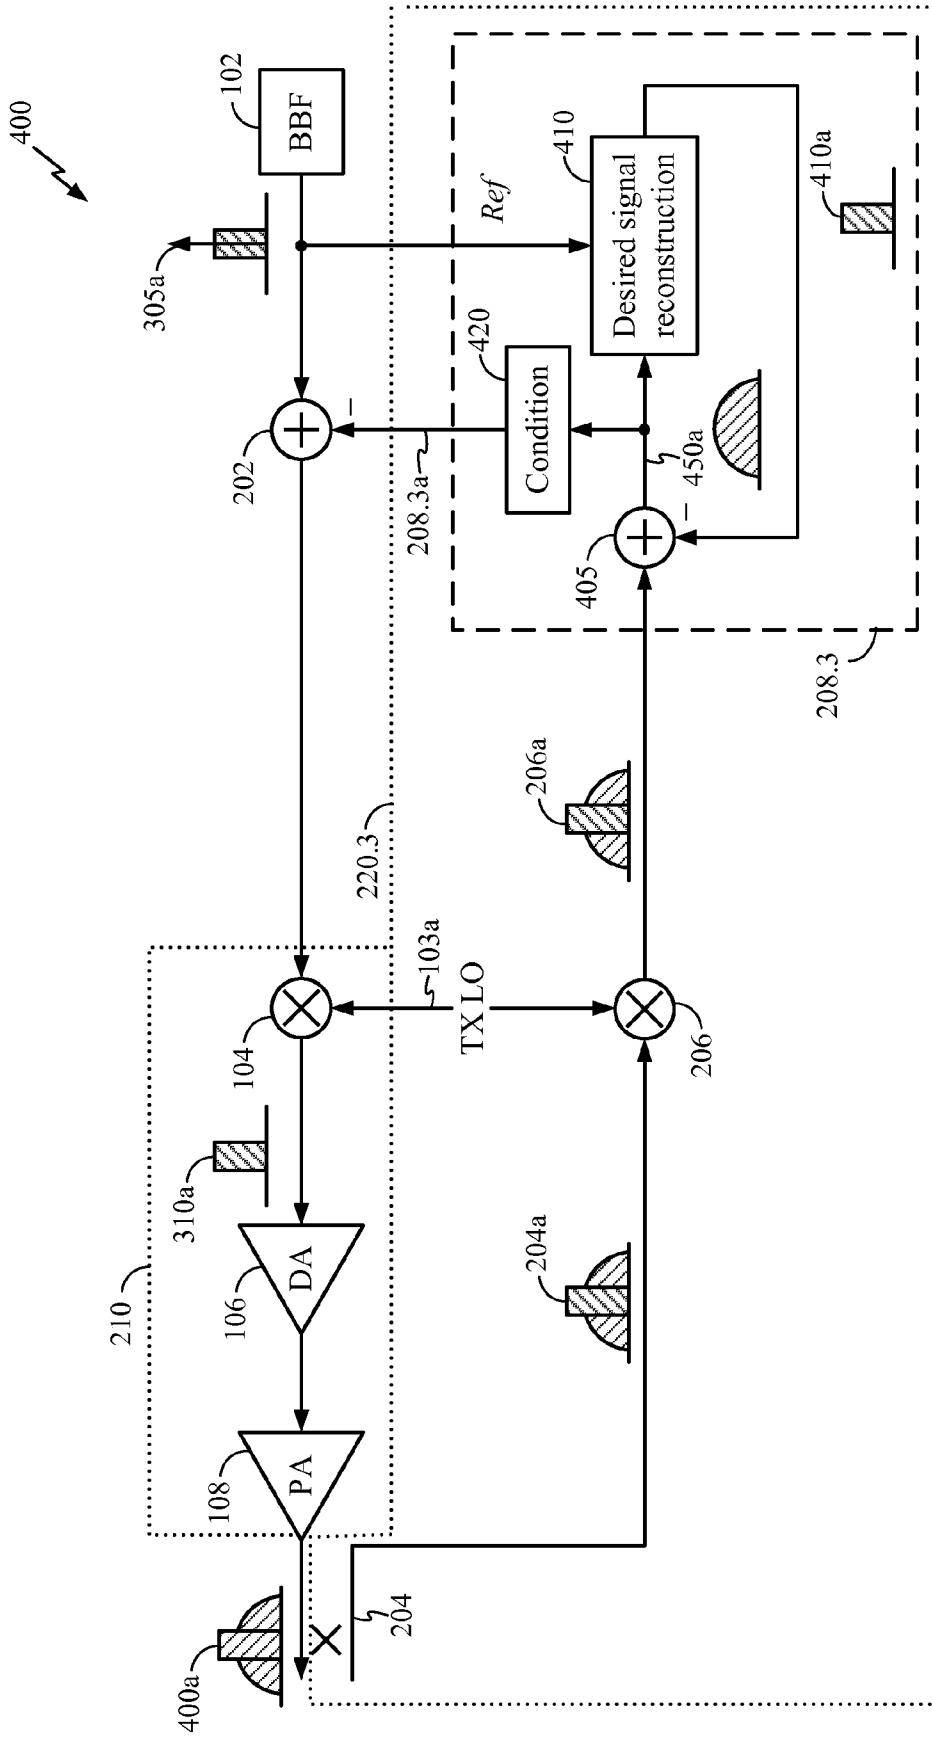 400
102
BBF
305a
202
Ref
410
Desired signal
reconstruction
410a
420
Condition
208.3a
–
450a
405
–
208.3
220.3
206a
103a
TX LO
104
206
310a
210
106
DA
204a
108
PA
400a
204